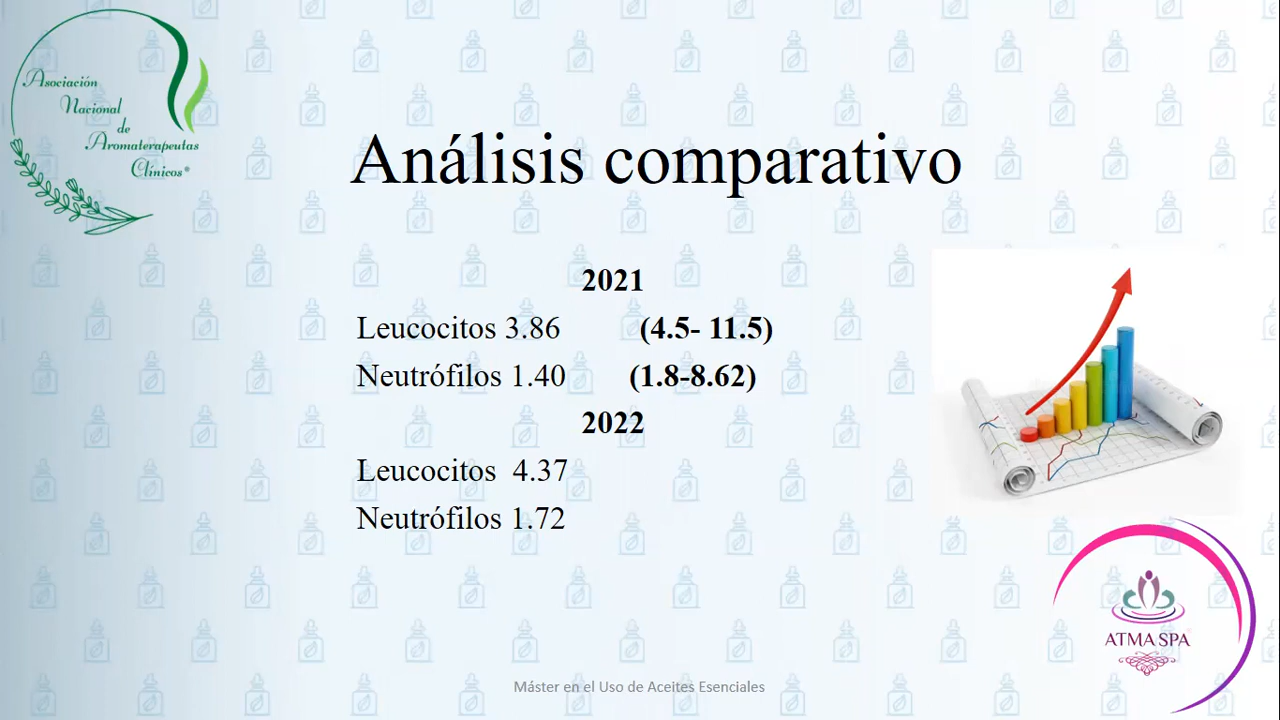 Asociación
Nacional
de
Aromaterapeutas
Clínicos®
Análisis comparativo
2021
Leucocitos 3.86 (4.5- 11.5)
Neutrófilos 1.40 (1.8-8.62)
2022
Leucocitos 4.37
Neutrófilos 1.72
ATMA SPA
Máster en el Uso de Aceites Esenciales